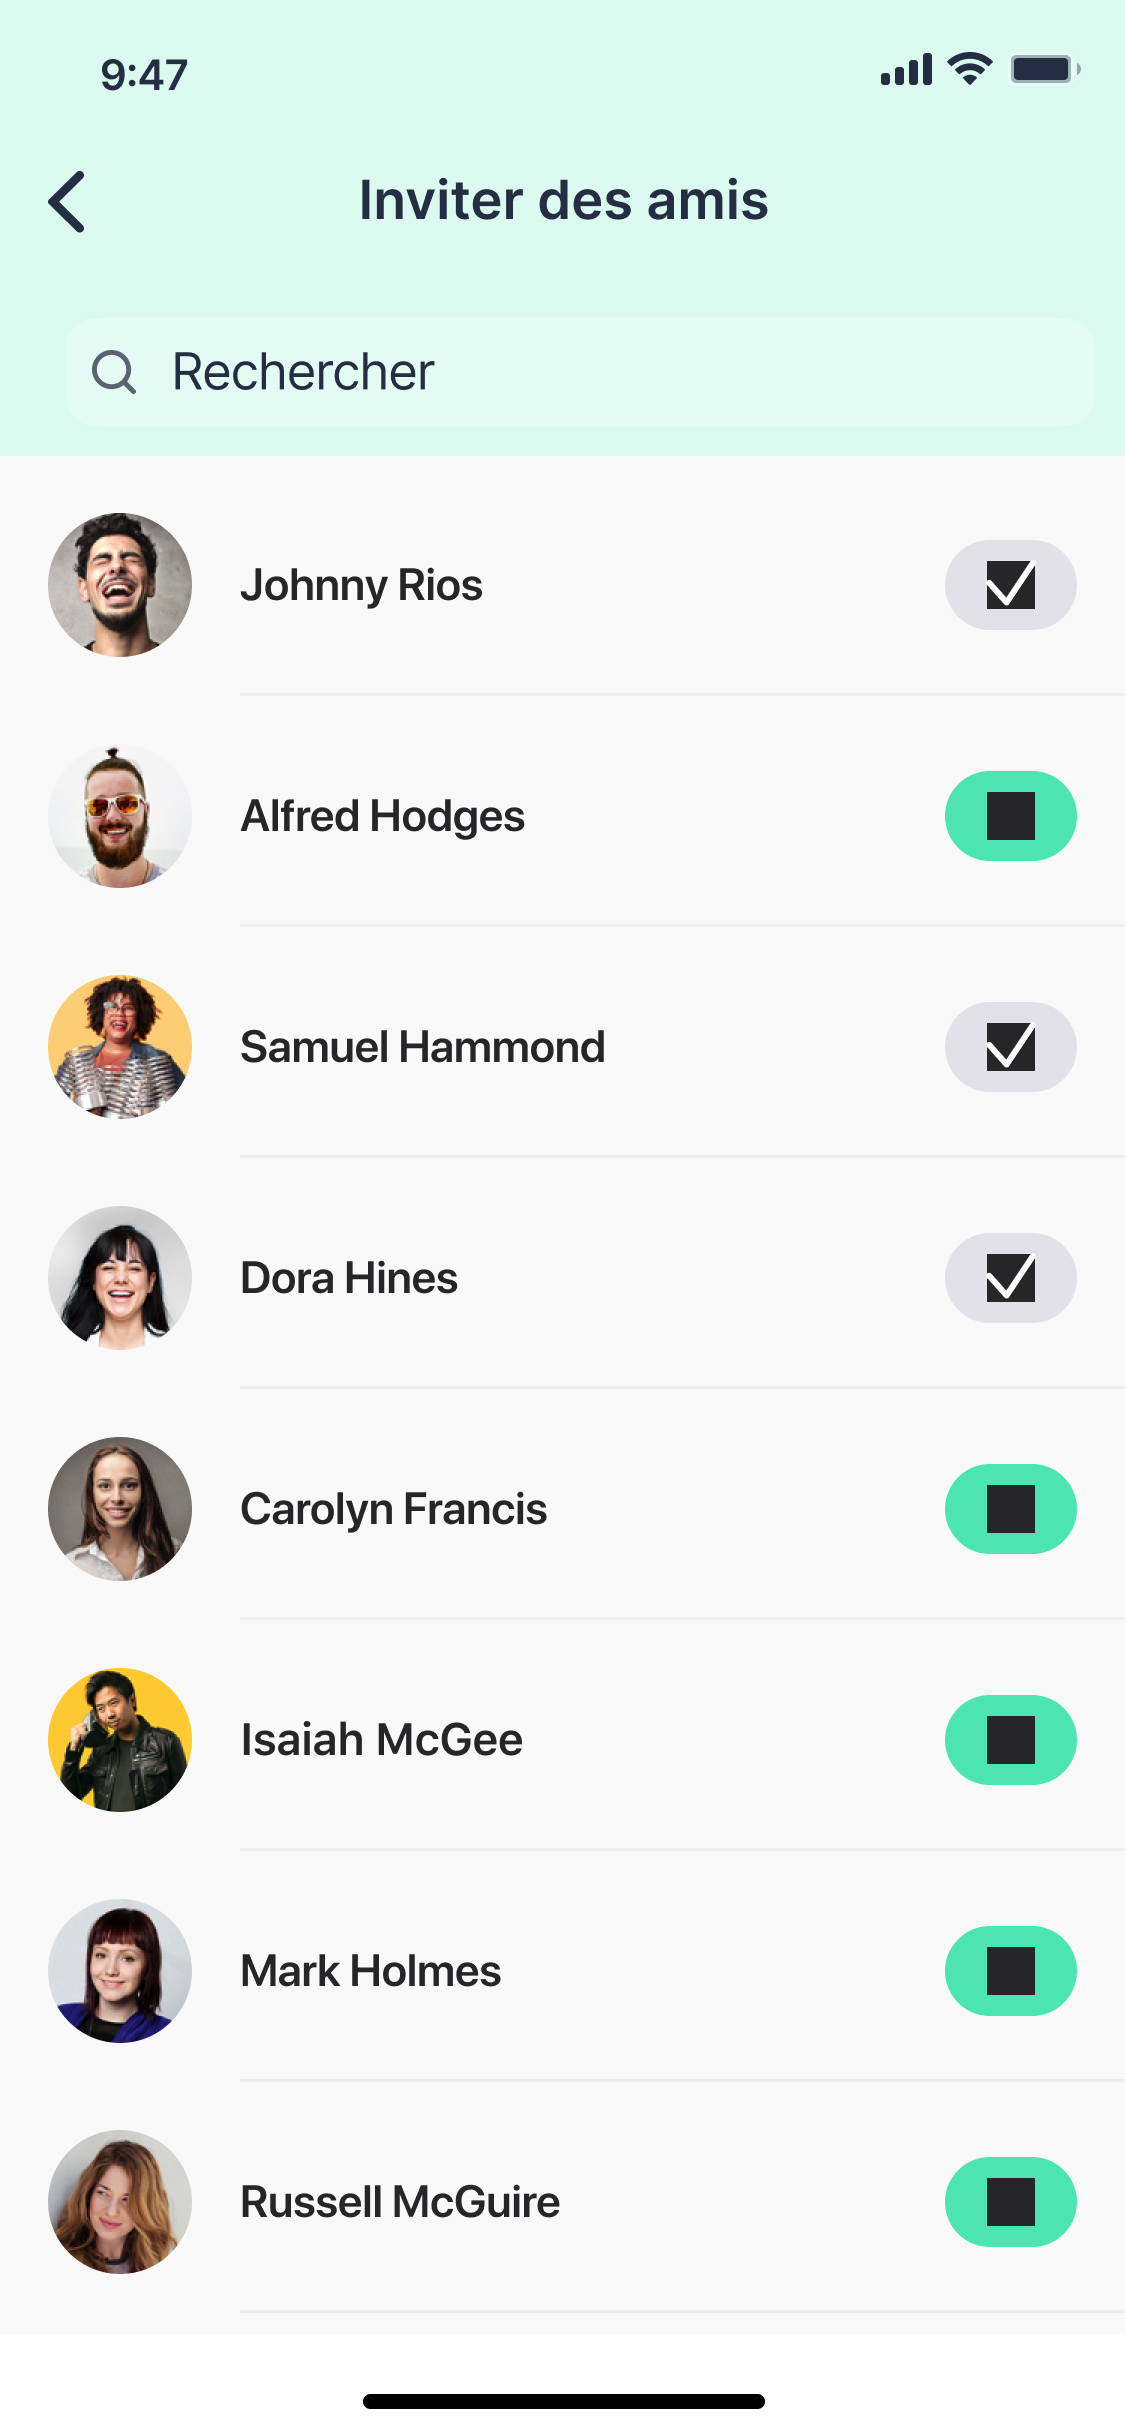 9:47
Inviter des amis
Rechercher
Johnny Rios
Alfred Hodges
Samuel Hammond
Dora Hines
Carolyn Francis
Isaiah McGee
Mark Holmes
Russell McGuire